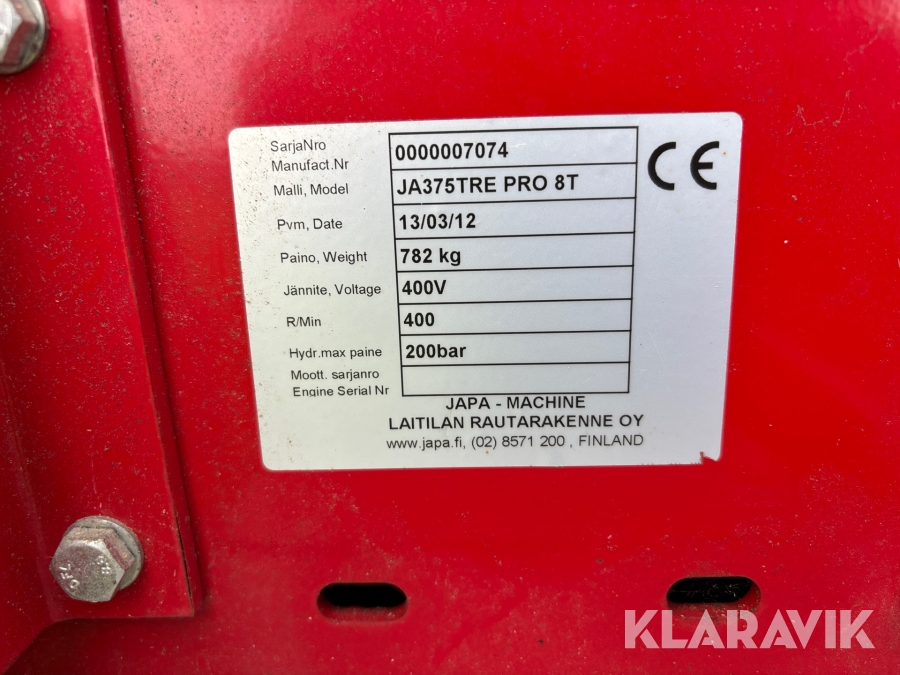 SarjaNro
Manufact.Nr 0000007074
Malli, Model JA375TRE PRO 8T
Pvm, Date 13/03/12
Paino, Weight 782 kg
Jännite, Voltage 400V
R/Min 400
Hydr.max paine 200bar
Moott. sarjanro
Engine Serial Nr
CE
JAPA - MACHINE
LAITILAN RAUTARAKENNE OY
www.japa.fi, (02) 8571 200 , FINLAND
8.8
KLARAVIK